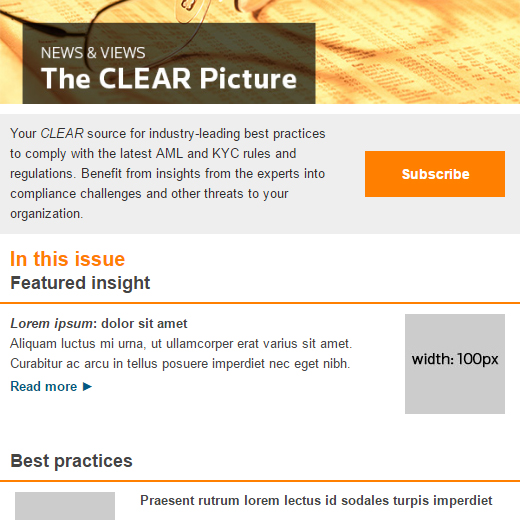 NEWS & VIEWS
The CLEAR Picture
Your CLEAR source for industry-leading best practices
to comply with the latest AML and KYC rules and
regulations. Benefit from insights from the experts into
compliance challenges and other threats to your
organization.
Subscribe
In this issue
Featured insight
Lorem ipsum: dolor sit amet
Aliquam luctus mi urna, ut ullamcorper erat varius sit amet.
Curabitur ac arcu in tellus posuere imperdiet nec eget nibh.
Read more ►
width: 100px
Best practices
Praesent rutrum lorem lectus id sodales turpis imperdiet